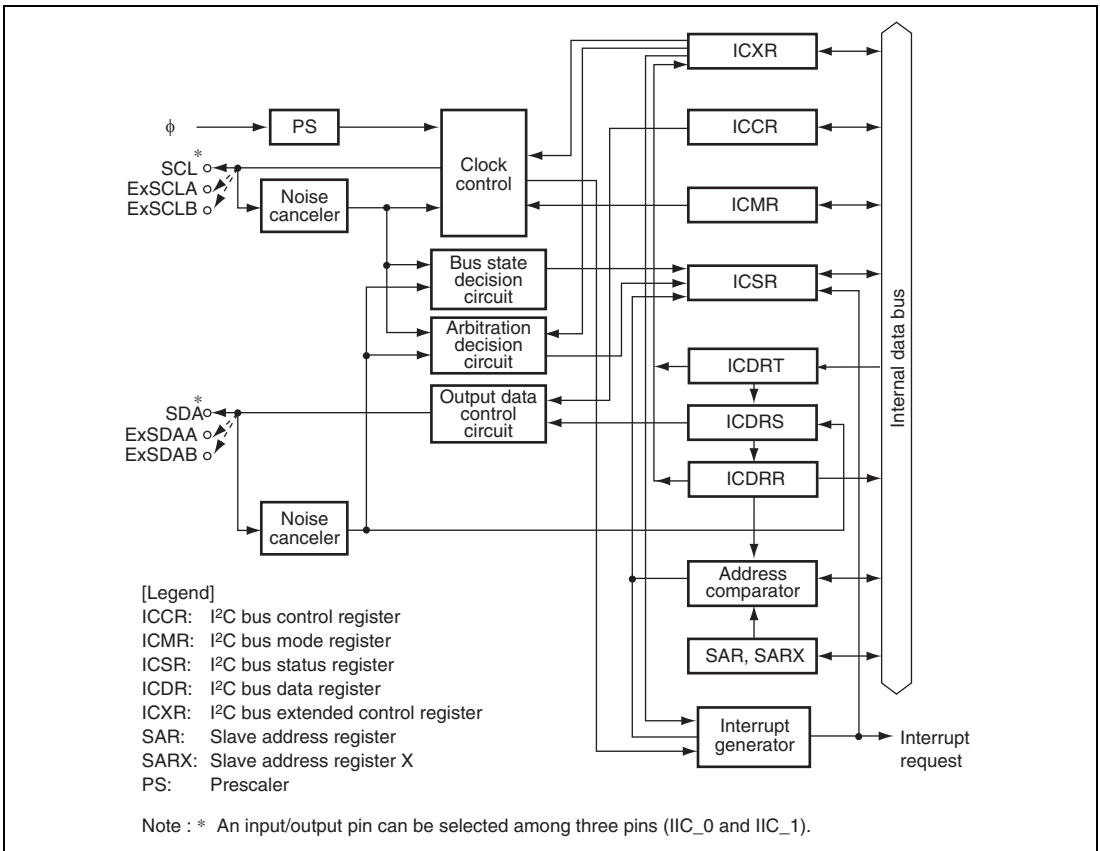 ICXR
φ
PS
ICCR
*
SCL
ExSCLA
ExSCLB
Clock
control
Noise
canceler
ICMR
Bus state
decision
circuit
ICSR
Internal data bus
Arbitration
decision
circuit
ICDRT
*
SDA
ExSDAA
ExSDAB
Output data
control
circuit
ICDRS
ICDRR
Noise
canceler
Address
comparator
SAR, SARX
Interrupt
generator
Interrupt
request
[Legend]
ICCR: I²C bus control register
ICMR: I²C bus mode register
ICSR: I²C bus status register
ICDR: I²C bus data register
ICXR: I²C bus extended control register
SAR: Slave address register
SARX: Slave address register X
PS: Prescaler
Note : * An input/output pin can be selected among three pins (IIC_0 and IIC_1).